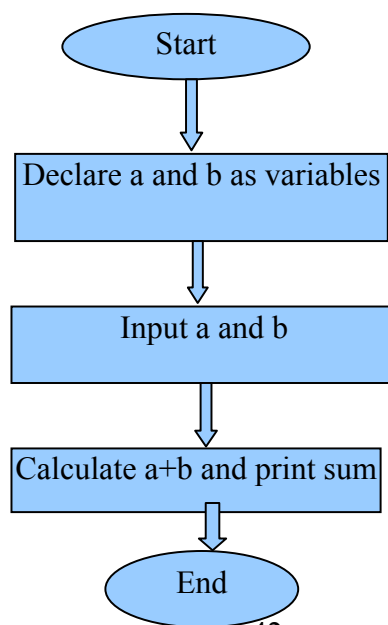 Start
Declare a and b as variables
Input a and b
Calculate a+b and print sum
End